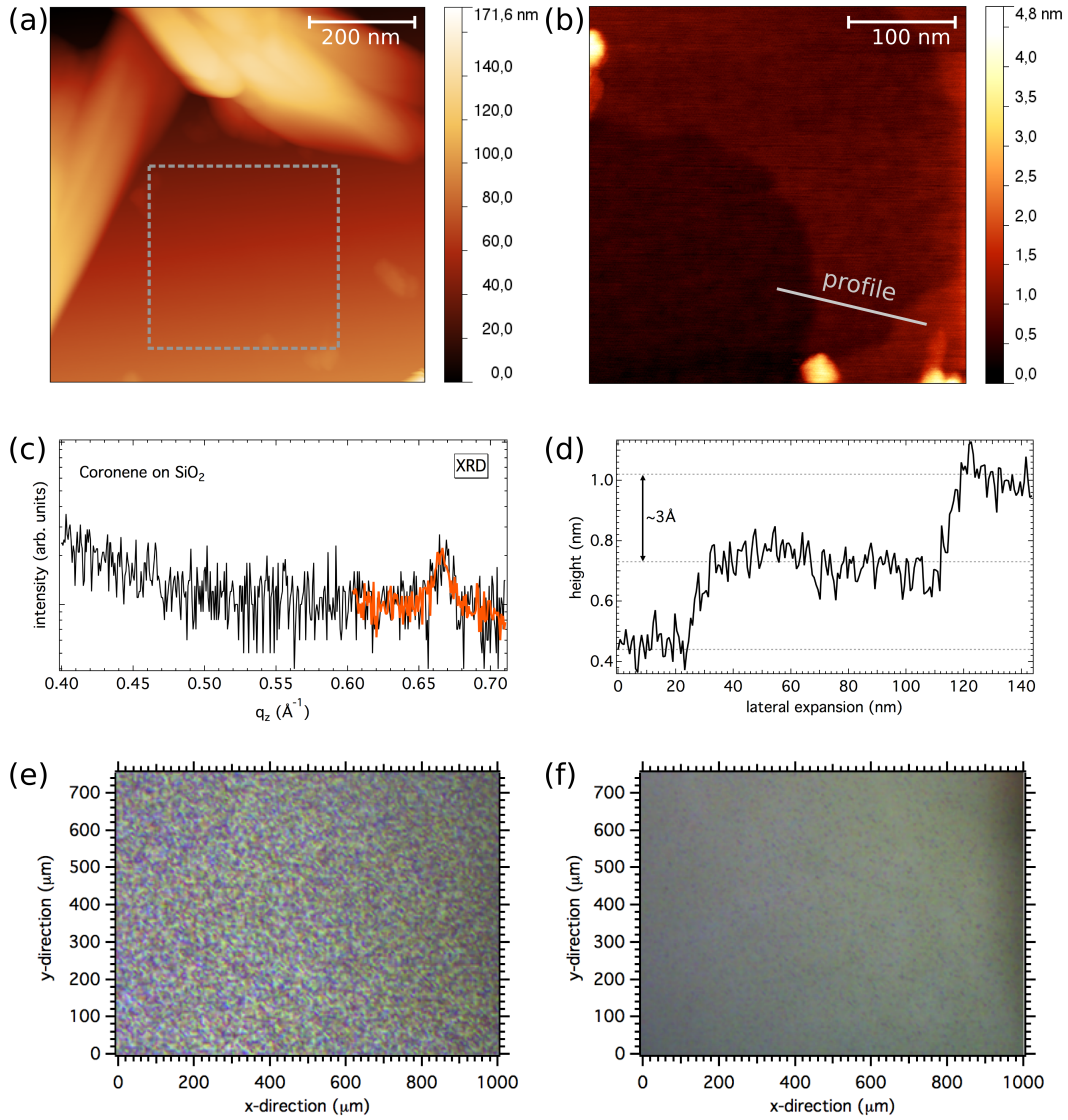 (a)
200 nm
171,6 nm
140,0
120,0
100,0
80,0
60,0
40,0
20,0
0,0
(b)
100 nm
profile
4,8 nm
4,0
3,5
3,0
2,5
2,0
1,5
1,0
0,5
0,0
(c)
Coronene on SiO₂
XRD
intensity (arb. units)
0.40 0.45 0.50 0.55 0.60 0.65 0.70
q_z (Å⁻¹)
(d)
~3Å
height (nm)
1.0
0.8
0.6
0.4
0 20 40 60 80 100 120 140
lateral expansion (nm)
(e)
y-direction (μm)
700
600
500
400
300
200
100
0
0 200 400 600 800 1000
x-direction (μm)
(f)
y-direction (μm)
700
600
500
400
300
200
100
0
0 200 400 600 800 1000
x-direction (μm)